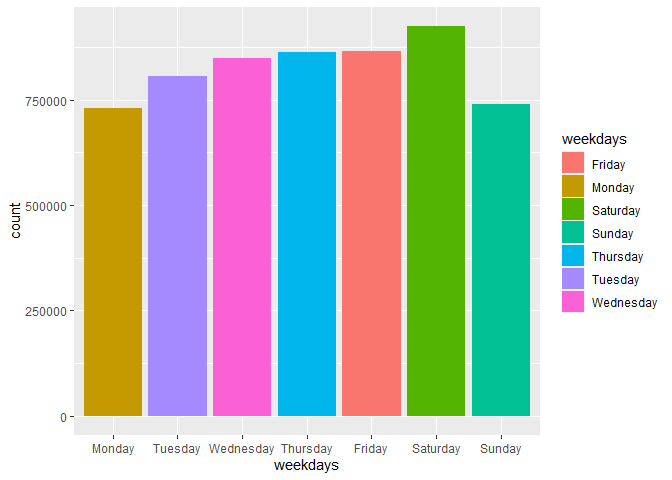 count
750000
500000
250000
0
Monday Tuesday Wednesday Thursday Friday Saturday Sunday
weekdays
weekdays
Friday
Monday
Saturday
Sunday
Thursday
Tuesday
Wednesday